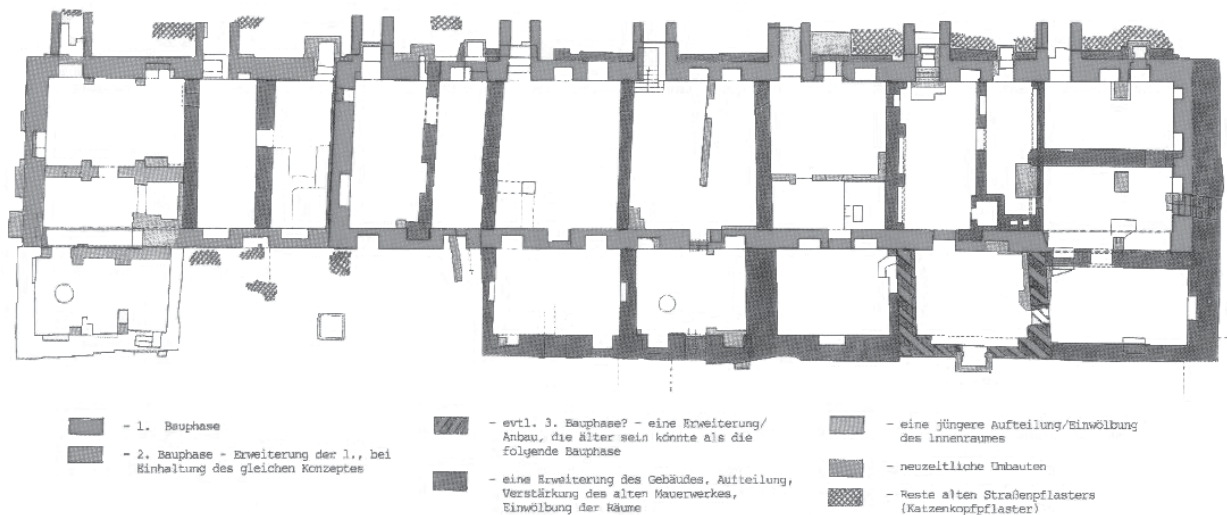 - 1. Bauphase
- 2. Bauphase - Erweiterung der 1., bei
Einhaltung des gleichen Konzeptes
- evtl. 3. Bauphase? - eine Erweiterung/
Anbau, die älter sein könnte als die
folgende Bauphase
- eine Erweiterung des Gebäudes, Aufteilung,
Verstärkung des alten Mauerwerkes,
Einwölbung der Räume
- eine jüngere Aufteilung/Einwölbung
des Innenraumes
- neuzeitliche Umbauten
- Reste alten Straßenpflasters
(Katzenkopfpflaster)